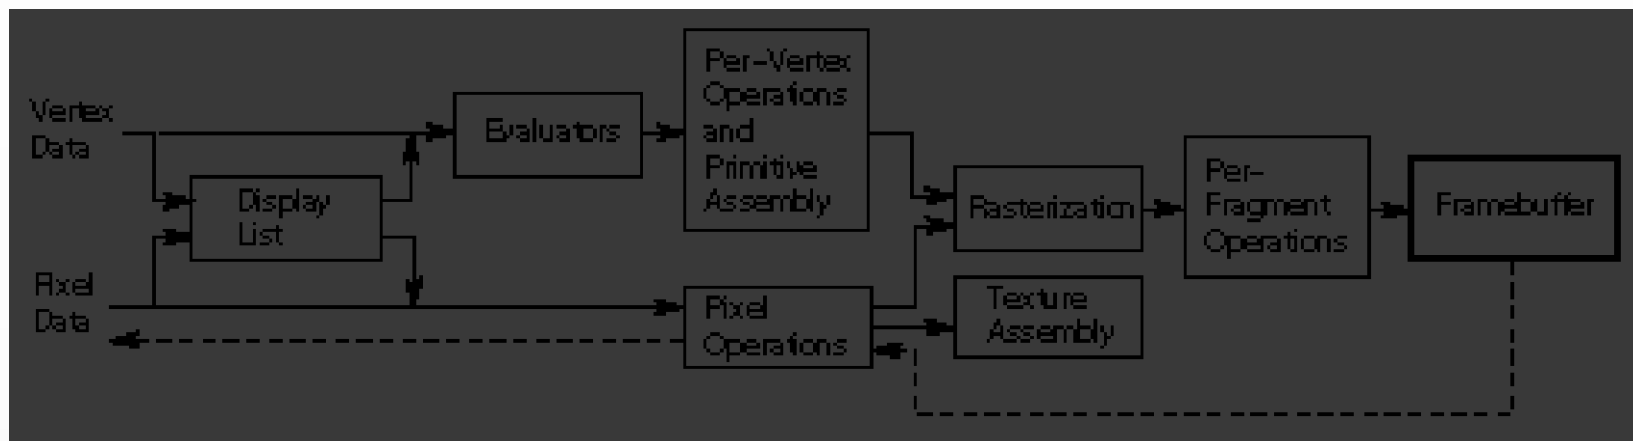 Vertex
Data
Display
List
Pixel
Data
Evaluators
Per-Vertex
Operations
and
Primitive
Assembly
Pixel
Operations
Rasterization
Texture
Assembly
Per-
Fragment
Operations
Framebuffer